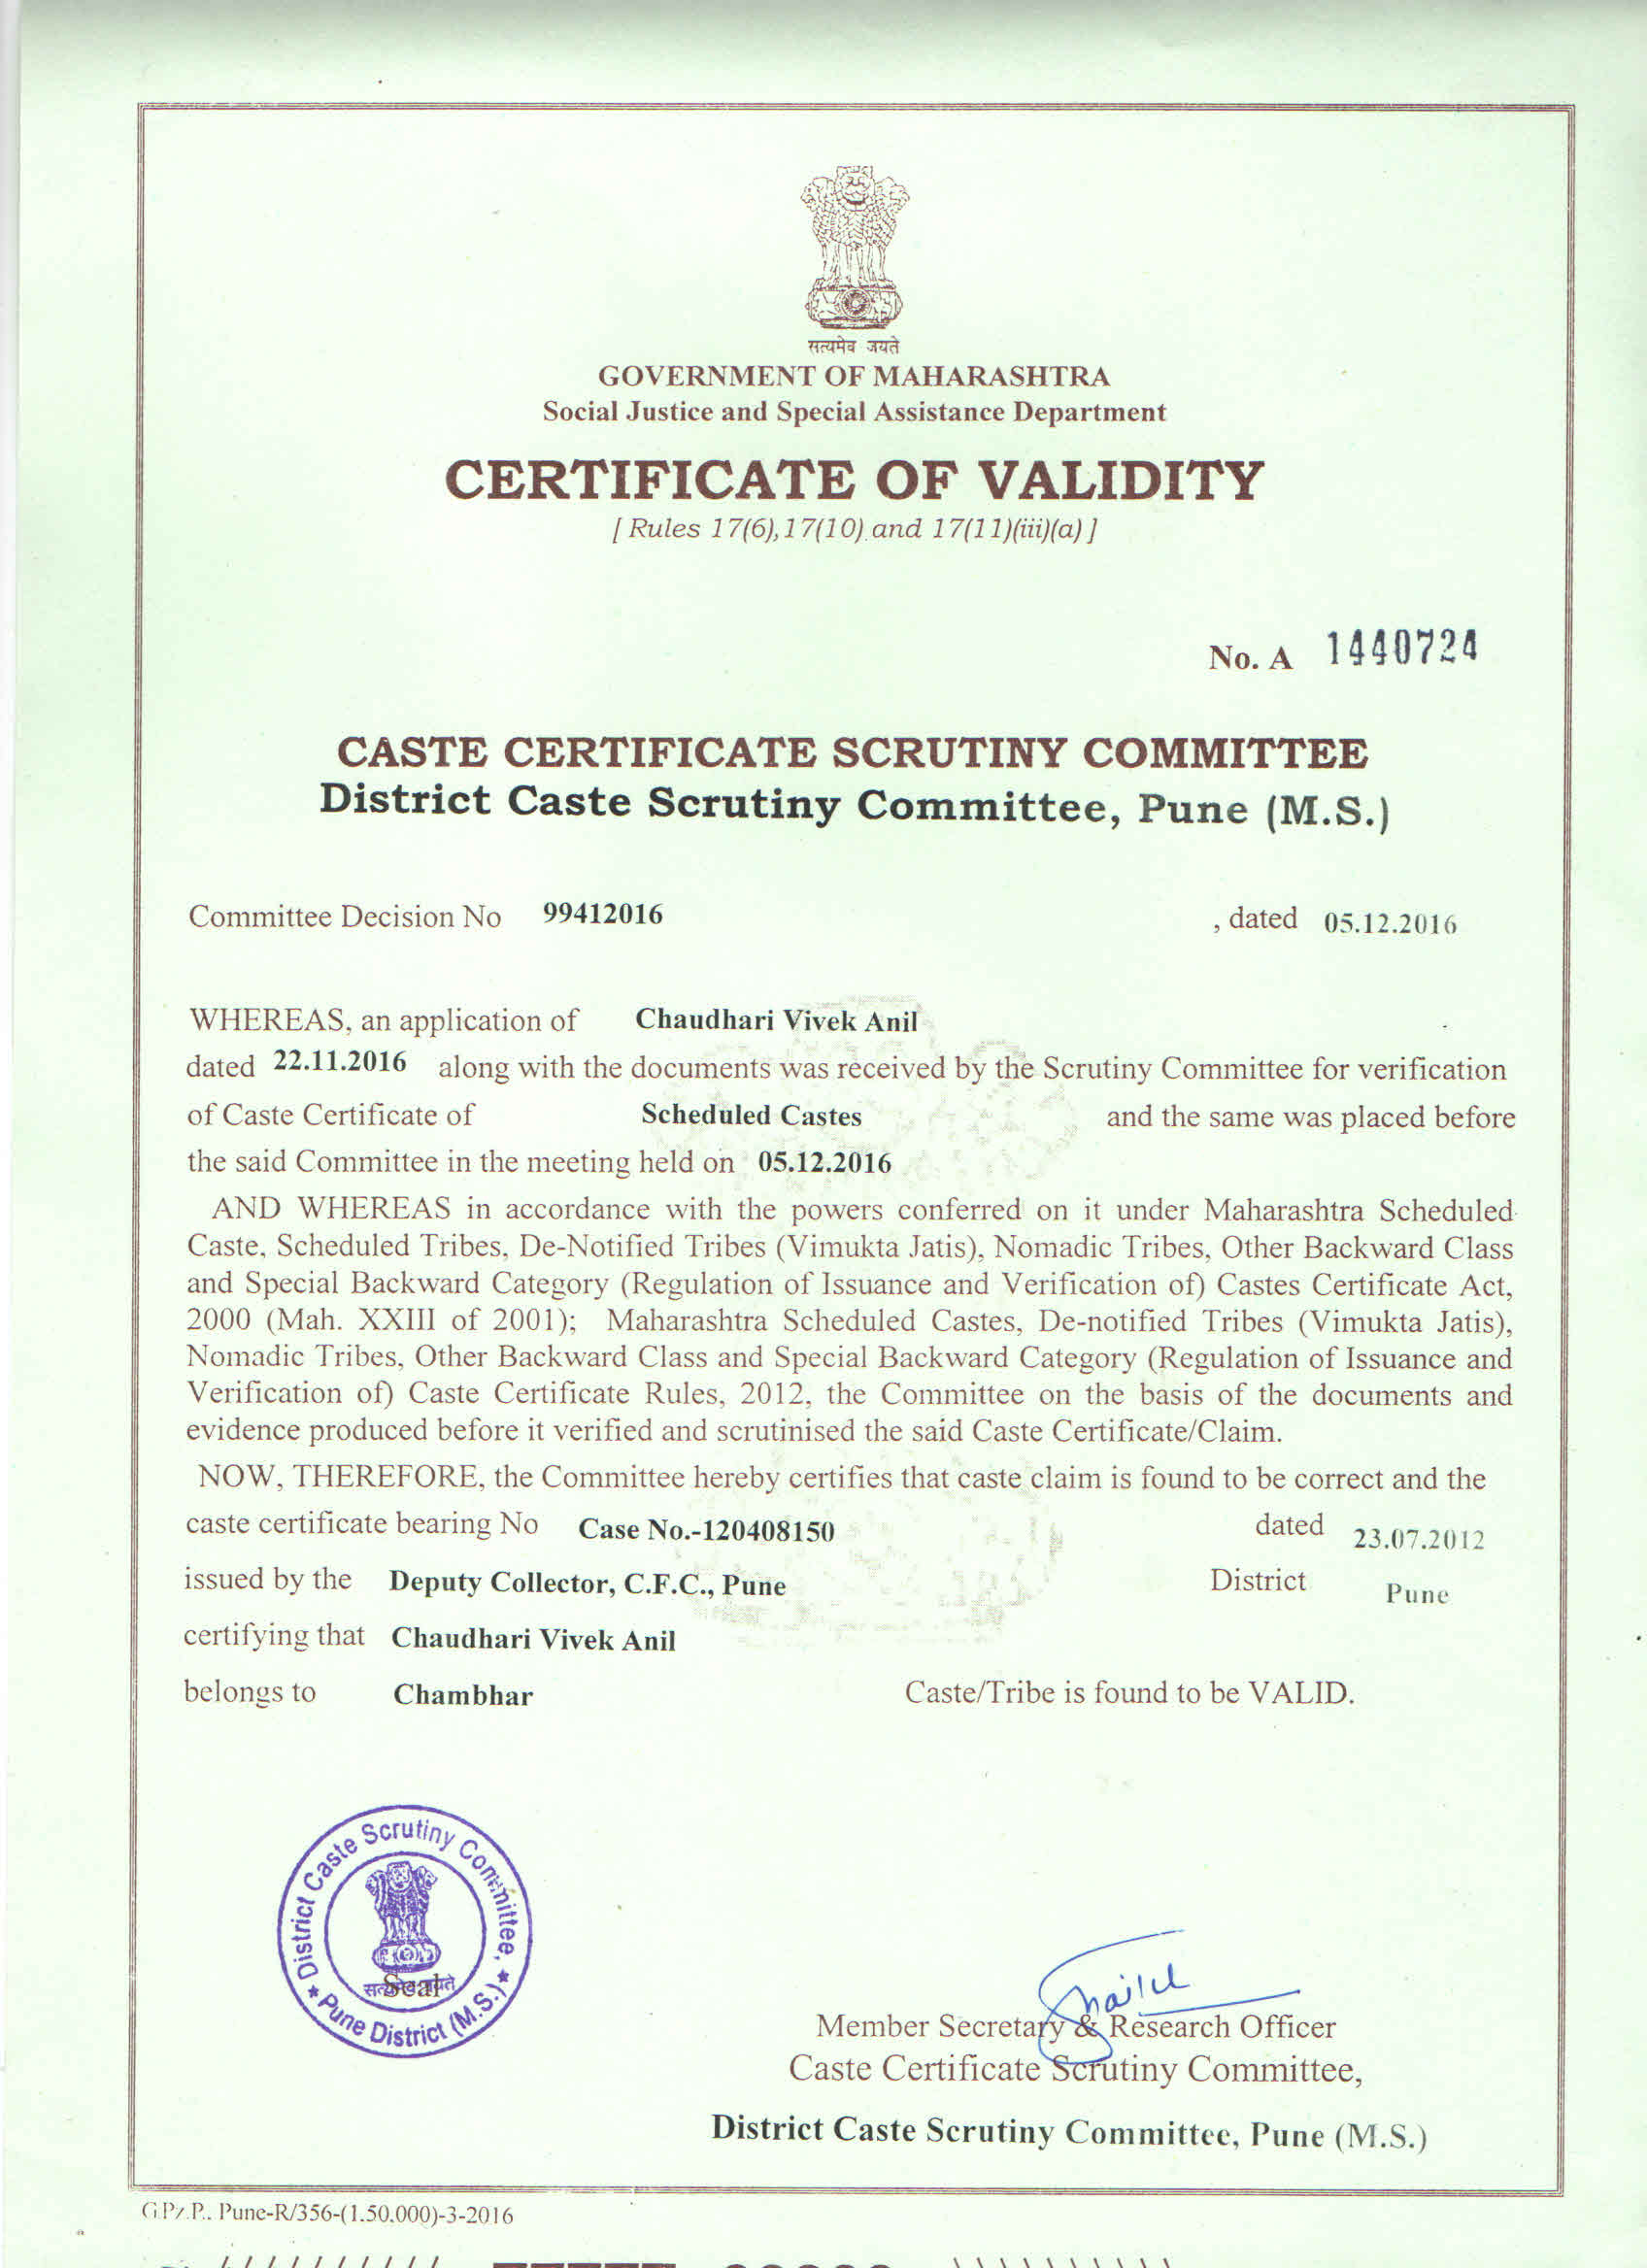 सत्यमेव जयते
GOVERNMENT OF MAHARASHTRA
Social Justice and Special Assistance Department
CERTIFICATE OF VALIDITY
[ Rules 17(6),17(10) and 17(11)(iii)(a) ]
No. A 1440724
CASTE CERTIFICATE SCRUTINY COMMITTEE
District Caste Scrutiny Committee, Pune (M.S.)
Committee Decision No 99412016 , dated 05.12.2016
WHEREAS, an application of Chaudhari Vivek Anil
dated 22.11.2016 along with the documents was received by the Scrutiny Committee for verification
of Caste Certificate of Scheduled Castes and the same was placed before
the said Committee in the meeting held on 05.12.2016
AND WHEREAS in accordance with the powers conferred on it under Maharashtra Scheduled
Caste, Scheduled Tribes, De-Notified Tribes (Vimukta Jatis), Nomadic Tribes, Other Backward Class
and Special Backward Category (Regulation of Issuance and Verification of) Castes Certificate Act,
2000 (Mah. XXIII of 2001); Maharashtra Scheduled Castes, De-notified Tribes (Vimukta Jatis),
Nomadic Tribes, Other Backward Class and Special Backward Category (Regulation of Issuance and
Verification of) Caste Certificate Rules, 2012, the Committee on the basis of the documents and
evidence produced before it verified and scrutinised the said Caste Certificate/Claim.
NOW, THEREFORE, the Committee hereby certifies that caste claim is found to be correct and the
caste certificate bearing No Case No.-120408150 dated 23.07.2012
issued by the Deputy Collector, C.F.C., Pune District Pune
certifying that Chaudhari Vivek Anil
belongs to Chambhar Caste/Tribe is found to be VALID.
District Caste Scrutiny Committee,
Pune District (M.S.)
सत्यमेव जयते
Seal
Member Secretary & Research Officer
Caste Certificate Scrutiny Committee,
District Caste Scrutiny Committee, Pune (M.S.)
G.Pz.P., Pune-R/356-(1,50,000)-3-2016